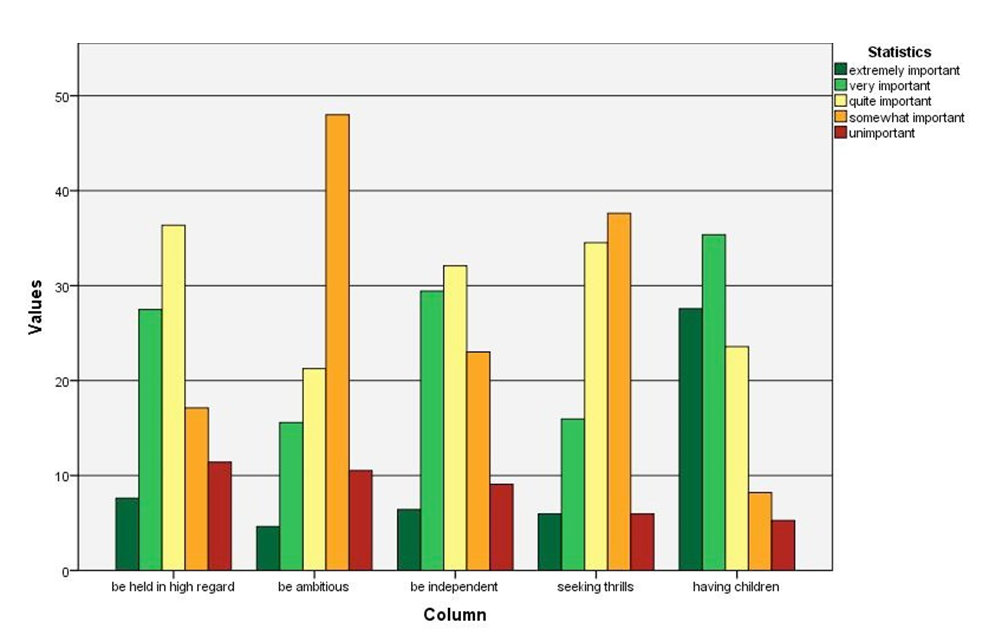 Statistics
extremely important
very important
quite important
somewhat important
unimportant
Values
50
40
30
20
10
0
be held in high regard
be ambitious
be independent
seeking thrills
having children
Column